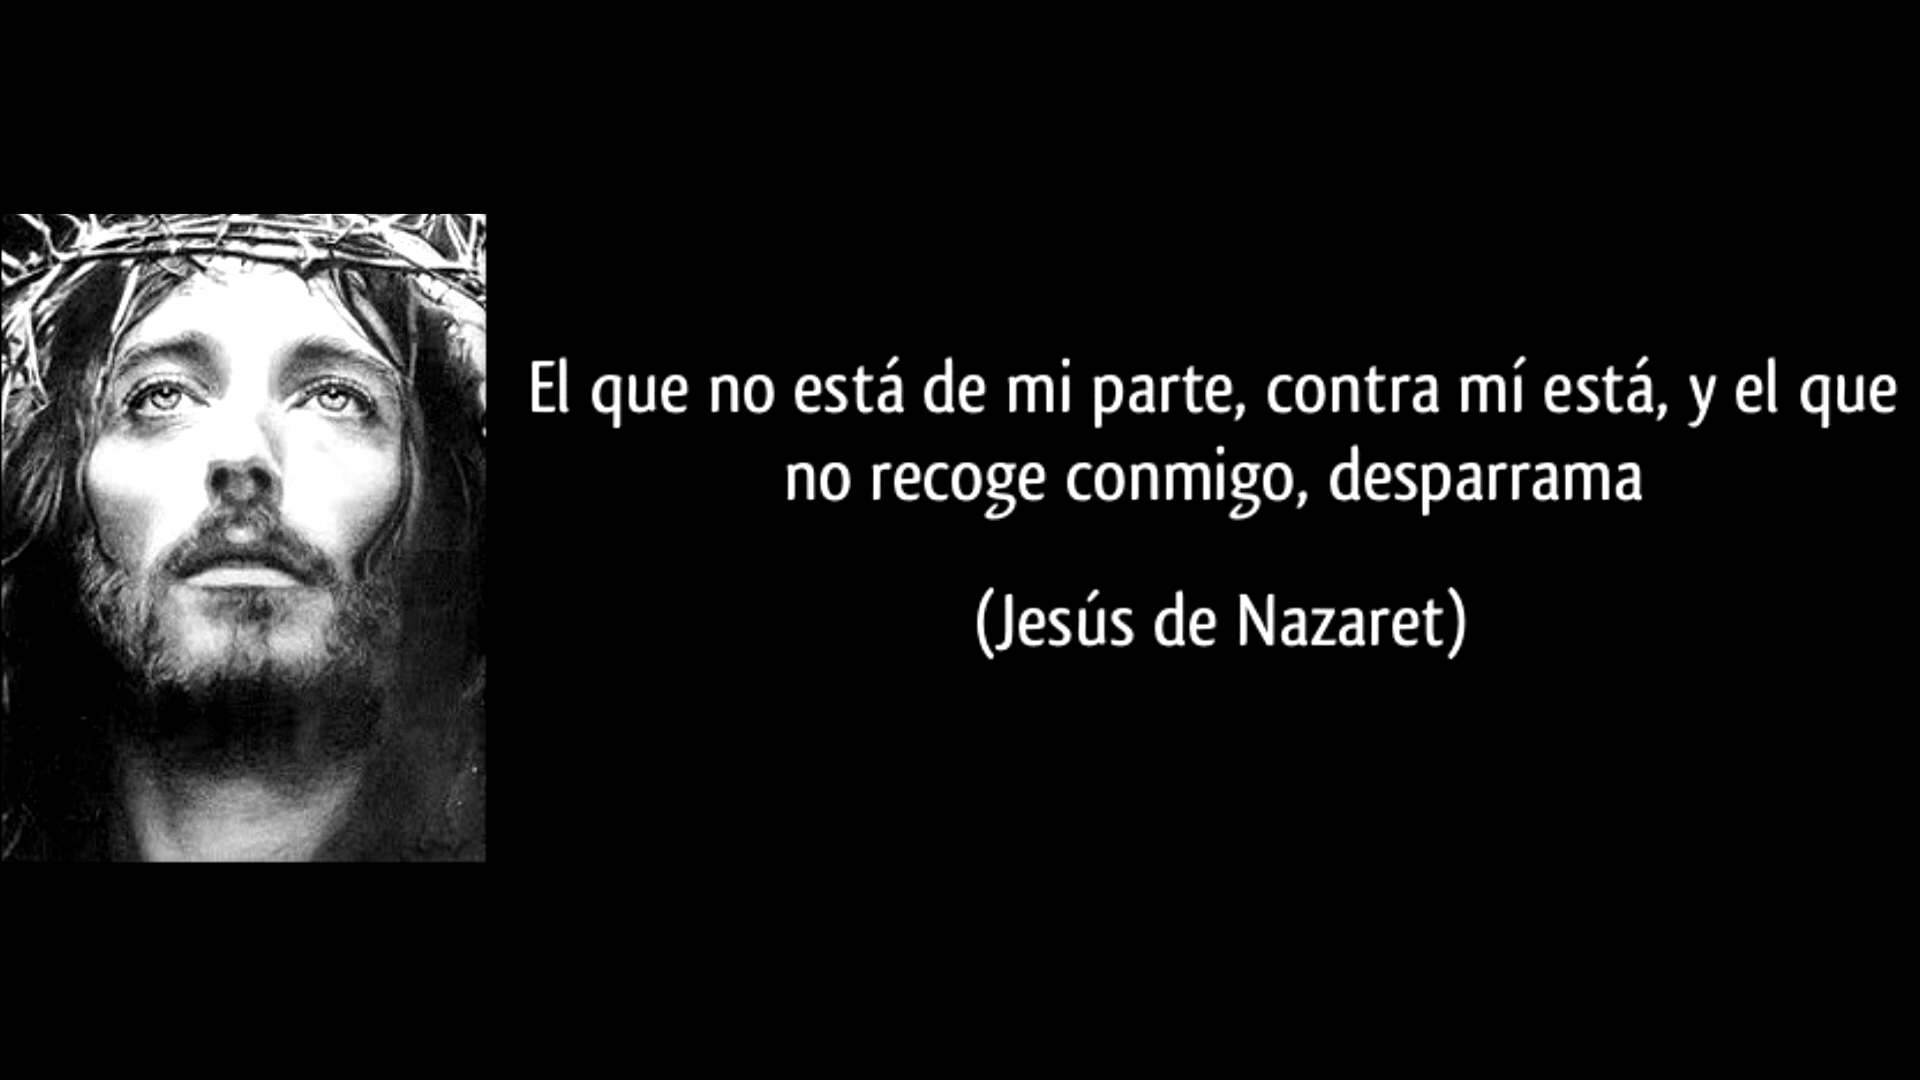 El que no está de mi parte, contra mí está, y el que
no recoge conmigo, desparrama
(Jesús de Nazaret)